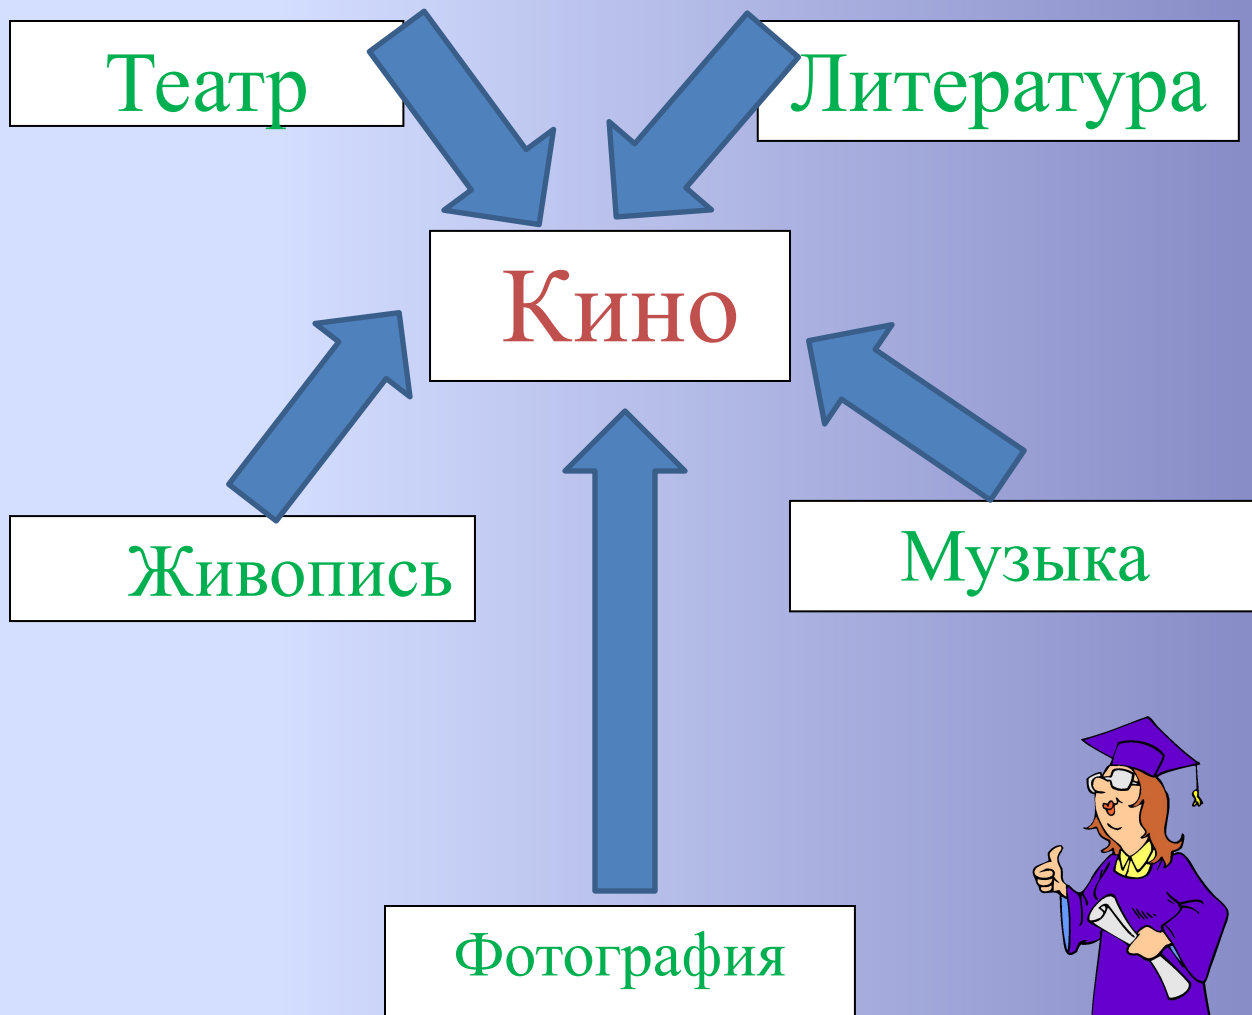 Театр
Литература
Кино
Живопись
Музыка
Фотография